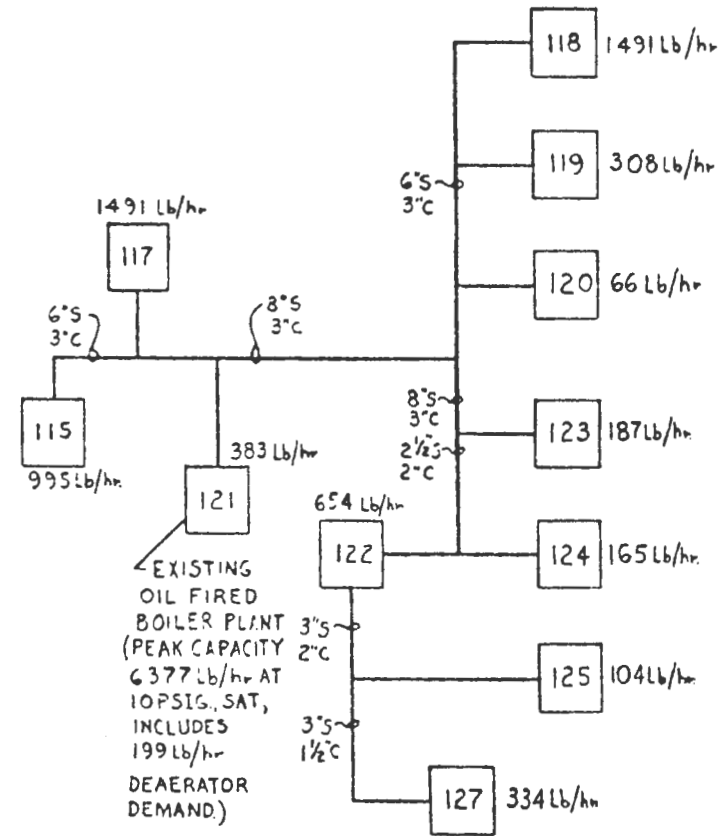 118
1491 Lb/hr
119
308 Lb/hr
6"S
3"C
120
66 Lb/hr
1491 Lb/hr
117
6"S
3"C
8"S
3"C
115
995 Lb/hr.
383 Lb/hr
121
8"S
3"C
2½"S
2"C
123
187 Lb/hr.
654 Lb/hr
122
124
165 Lb/hr.
EXISTING
OIL FIRED
BOILER PLANT
(PEAK CAPACITY
6377 Lb/hr AT
10 PSIG., SAT,
INCLUDES
199 Lb/hr
DEAERATOR
DEMAND.)
3"S
2"C
125
104 Lb/hr.
3"S
1½"C
127
334 Lb/hr